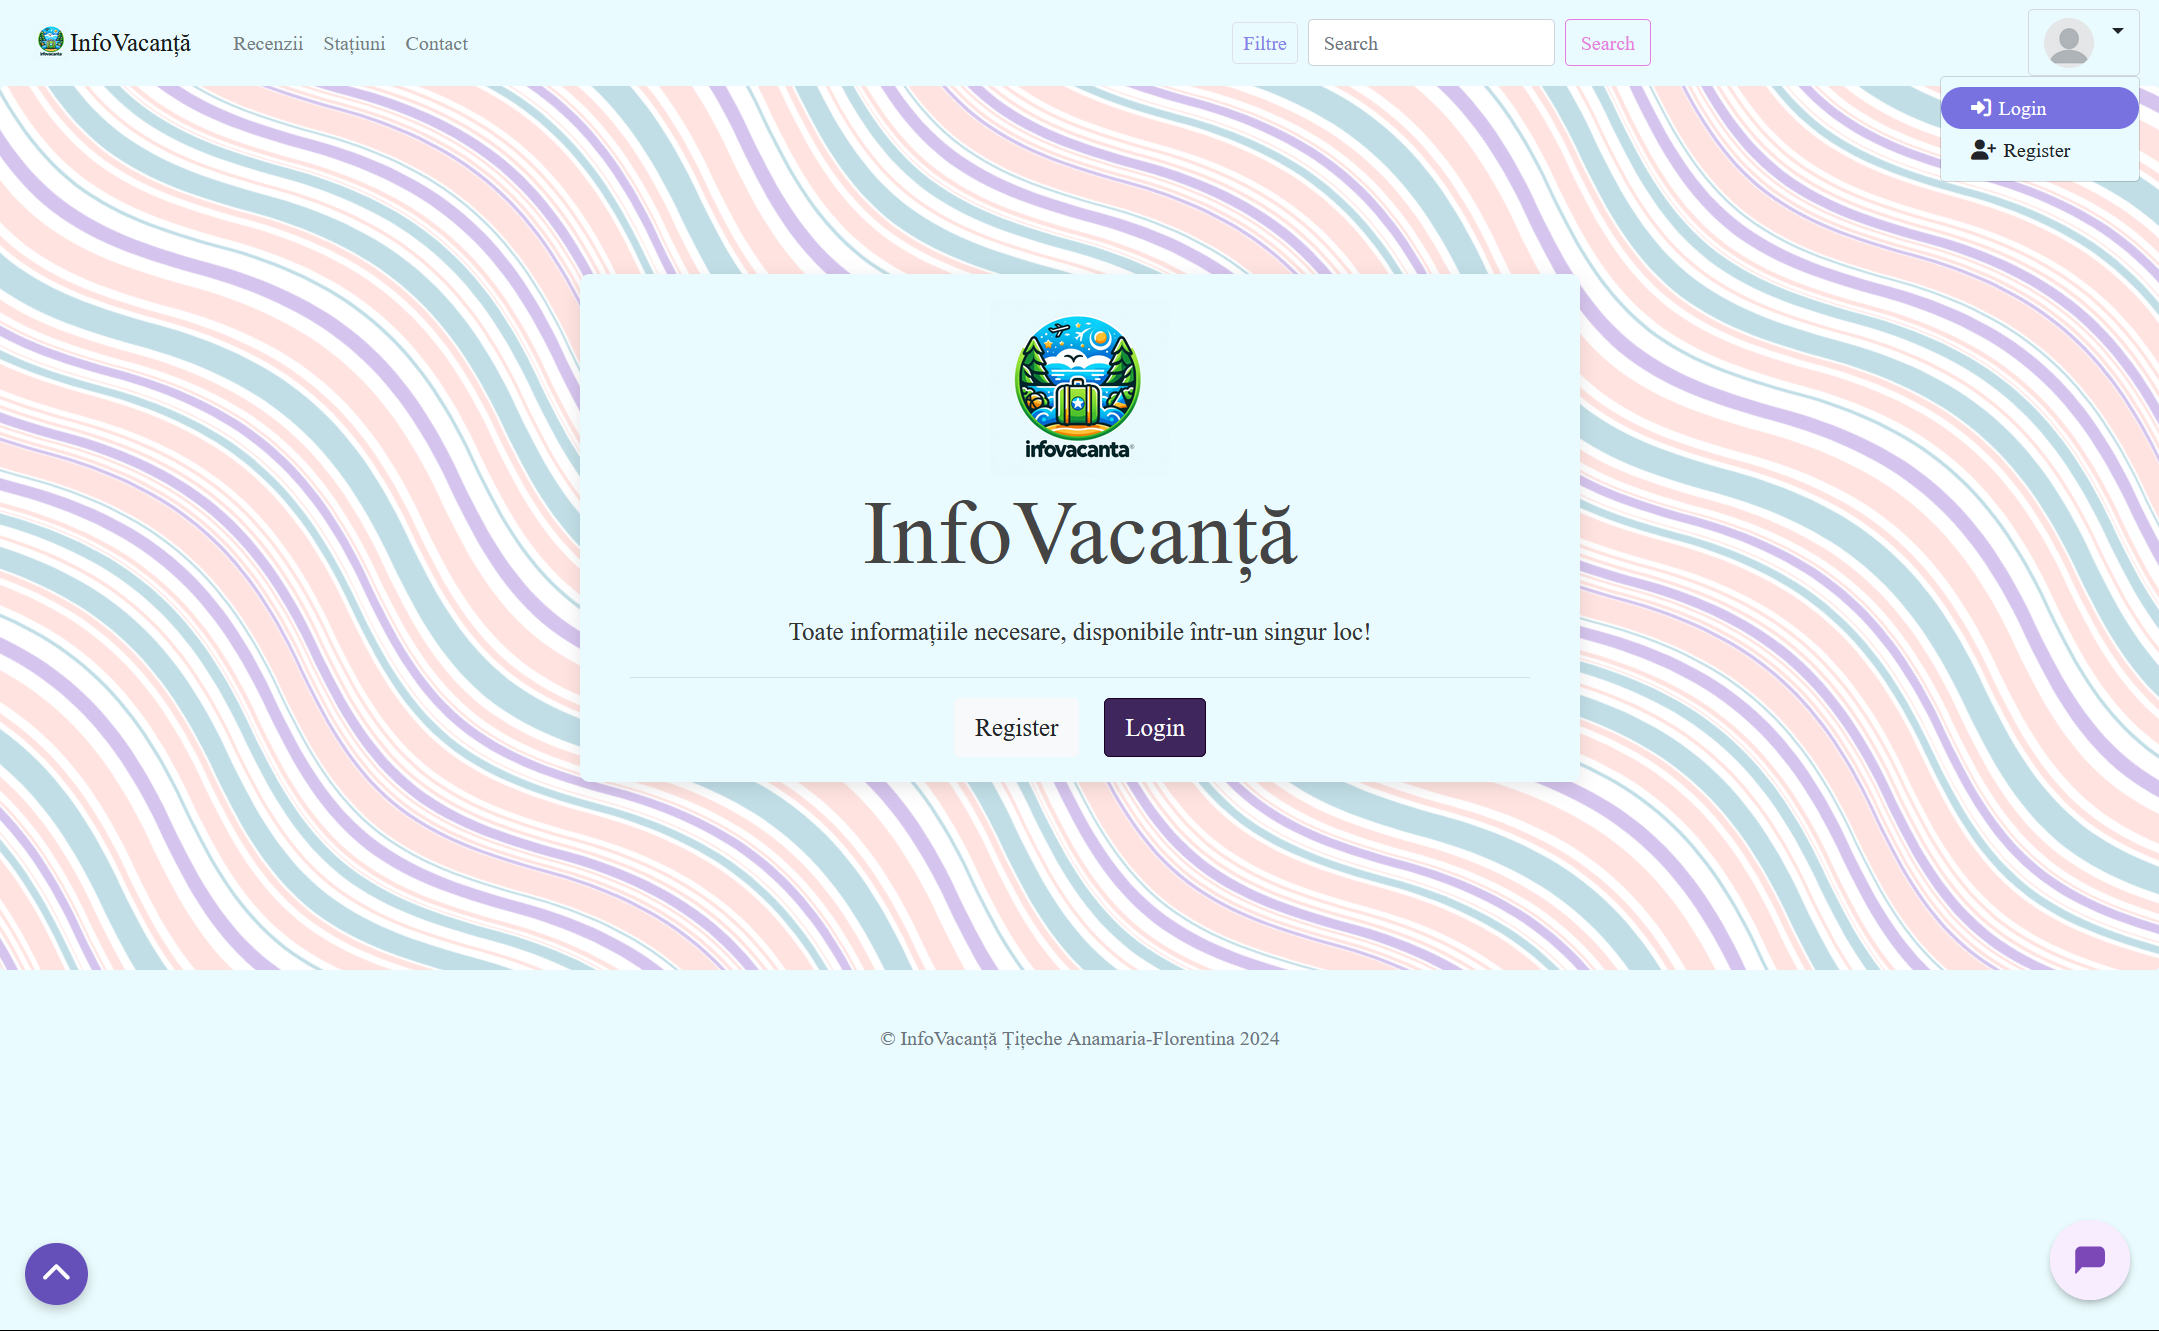 InfoVacanță
Recenzii
Stațiuni
Contact
Filtre
Search
Search
Login
Register
infovacanta
InfoVacanță
Toate informațiile necesare, disponibile într-un singur loc!
Register
Login
© InfoVacanță Țițeche Anamaria-Florentina 2024